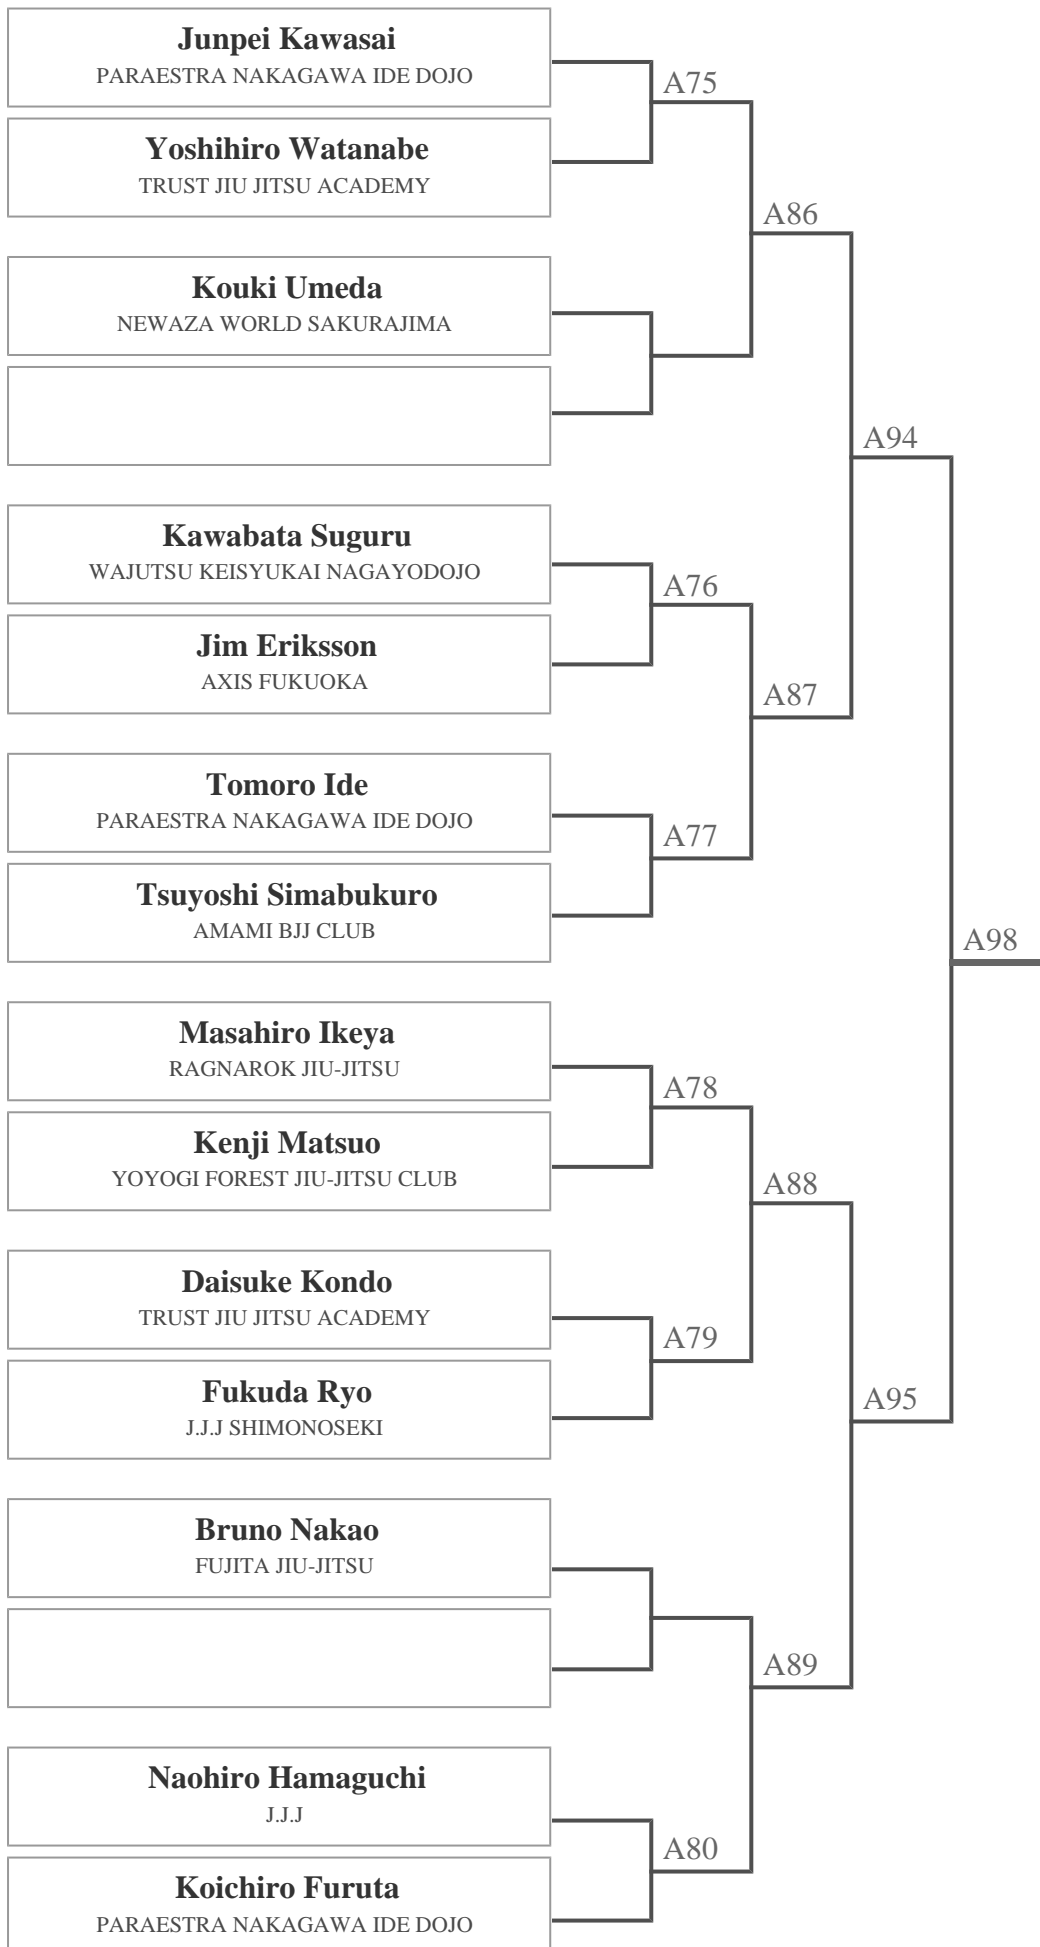 Junpei Kawasai
PARAESTRA NAKAGAWA IDE DOJO
A75
Yoshihiro Watanabe
TRUST JIU JITSU ACADEMY
A86
Kouki Umeda
NEWAZA WORLD SAKURAJIMA
A94
Kawabata Suguru
WAJUTSU KEISYUKAI NAGAYODOJO
A76
Jim Eriksson
AXIS FUKUOKA
A87
Tomoro Ide
PARAESTRA NAKAGAWA IDE DOJO
A77
Tsuyoshi Simabukuro
AMAMI BJJ CLUB
A98
Masahiro Ikeya
RAGNAROK JIU-JITSU
A78
Kenji Matsuo
YOYOGI FOREST JIU-JITSU CLUB
A88
Daisuke Kondo
TRUST JIU JITSU ACADEMY
A79
Fukuda Ryo
J.J.J SHIMONOSEKI
A95
Bruno Nakao
FUJITA JIU-JITSU
A89
Naohiro Hamaguchi
J.J.J
A80
Koichiro Furuta
PARAESTRA NAKAGAWA IDE DOJO